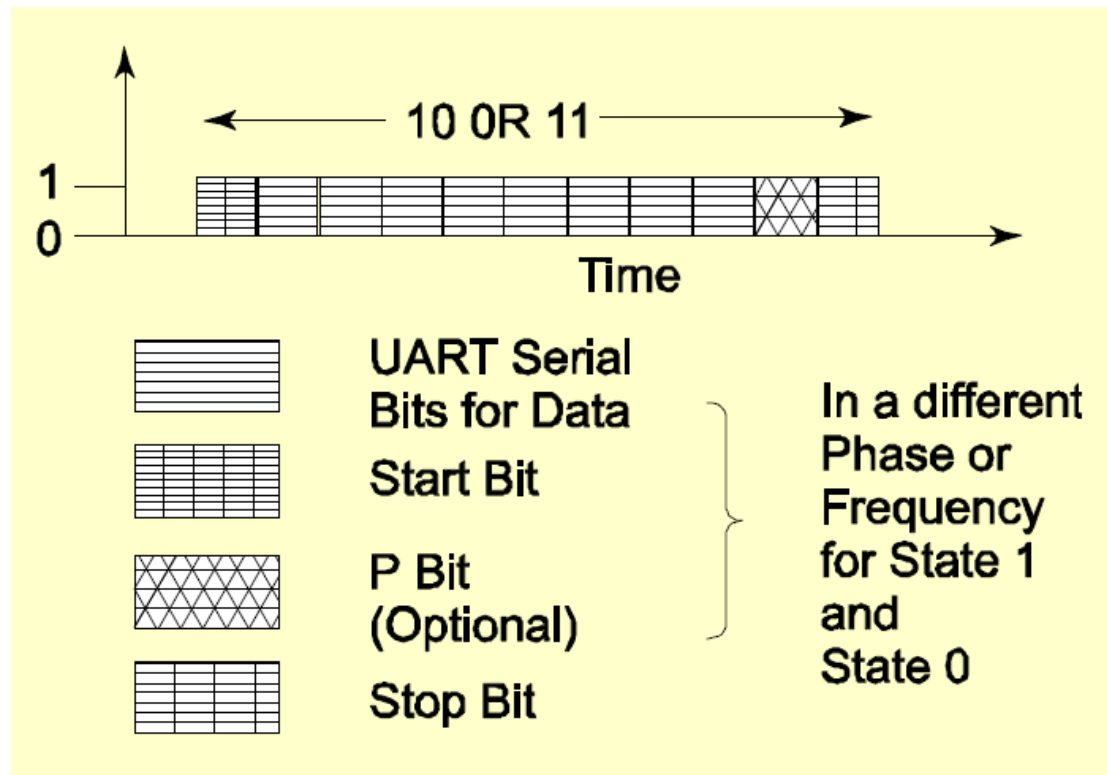 10 0R 11
1
0
Time
UART Serial
Bits for Data
Start Bit
P Bit
(Optional)
Stop Bit
In a different
Phase or
Frequency
for State 1
and
State 0